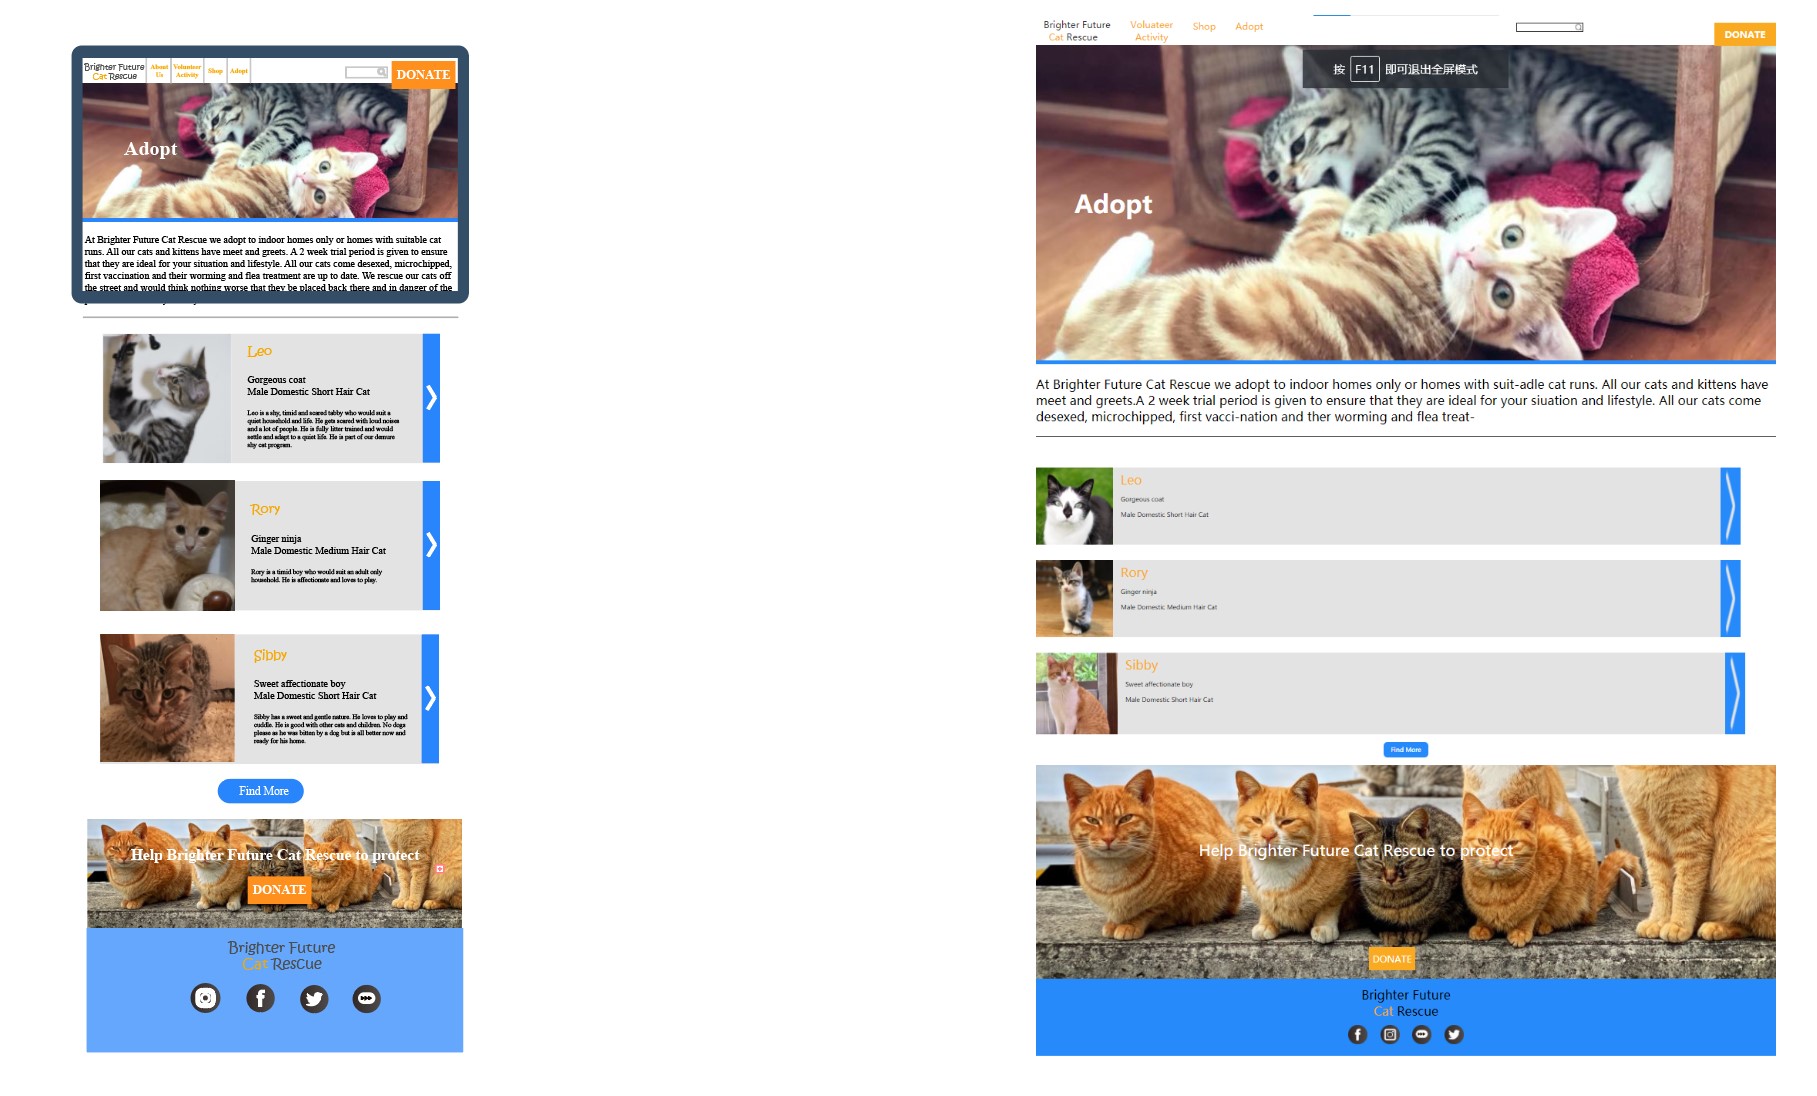 Brighter Future
Cat Rescue
About
Us
Volunteer
Activity
Shop
Adopt
DONATE
Adopt
At Brighter Future Cat Rescue we adopt to indoor homes only or homes with suitable cat
runs. All our cats and kittens have meet and greets. A 2 week trial period is given to ensure
that they are ideal for your situation and lifestyle. All our cats come desexed, microchipped,
first vaccination and their worming and flea treatment are up to date. We rescue our cats off
the street and would think nothing worse that they be placed back there and in danger of the
Leo
Gorgeous coat
Male Domestic Short Hair Cat
Leo is a shy, timid and scared tabby who would suit a
quiet household and life. He gets scared with loud noises
and a lot of people. He is fully litter trained and would
settle and adapt to a quiet life. He is part of our demure
shy cat program.
Rory
Ginger ninja
Male Domestic Medium Hair Cat
Rory is a timid boy who would suit an adult only
household. He is affectionate and loves to play.
Sibby
Sweet affectionate boy
Male Domestic Short Hair Cat
Sibby has a sweet and gentle nature. He loves to play and
cuddle. He is good with other cats and children. No dogs
please as he was bitten by a dog but is all better now and
ready for his home.
Find More
Help Brighter Future Cat Rescue to protect
DONATE
Brighter Future
Cat Rescue
Brighter Future
Cat Rescue
Voluateer
Activity
Shop
Adopt
DONATE
按 F11 即可退出全屏模式
Adopt
At Brighter Future Cat Rescue we adopt to indoor homes only or homes with suit-adle cat runs. All our cats and kittens have
meet and greets.A 2 week trial period is given to ensure that they are ideal for your siuation and lifestyle. All our cats come
desexed, microchipped, first vacci-nation and ther worming and flea treat-
Leo
Gorgeous coat
Male Domestic Short Hair Cat
Rory
Ginger ninja
Male Domestic Medium Hair Cat
Sibby
Sweet affectionate boy
Male Domestic Short Hair Cat
Find More
Help Brighter Future Cat Rescue to protect
DONATE
Brighter Future
Cat Rescue